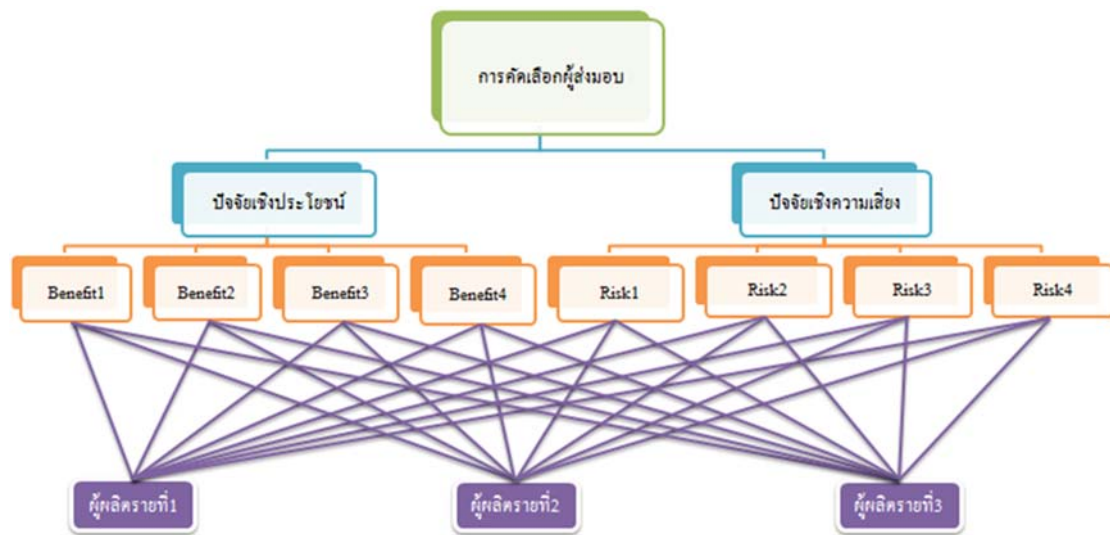 การคัดเลือกผู้ส่งมอบ
ปัจจัยเชิงประโยชน์
ปัจจัยเชิงความเสี่ยง
Benefit1
Benefit2
Benefit3
Benefit4
Risk1
Risk2
Risk3
Risk4
ผู้ผลิตรายที่1
ผู้ผลิตรายที่2
ผู้ผลิตรายที่3